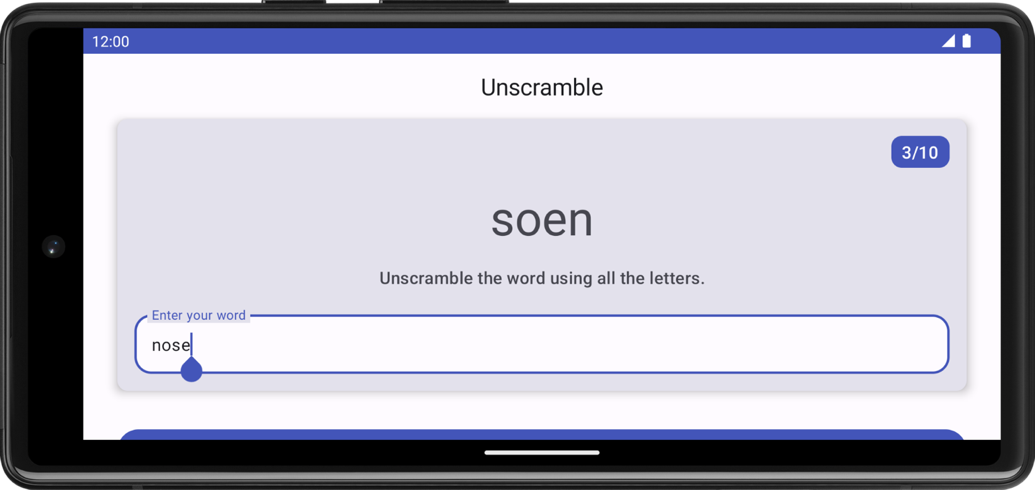 12:00
Unscramble
3/10
soen
Unscramble the word using all the letters.
Enter your word
nose